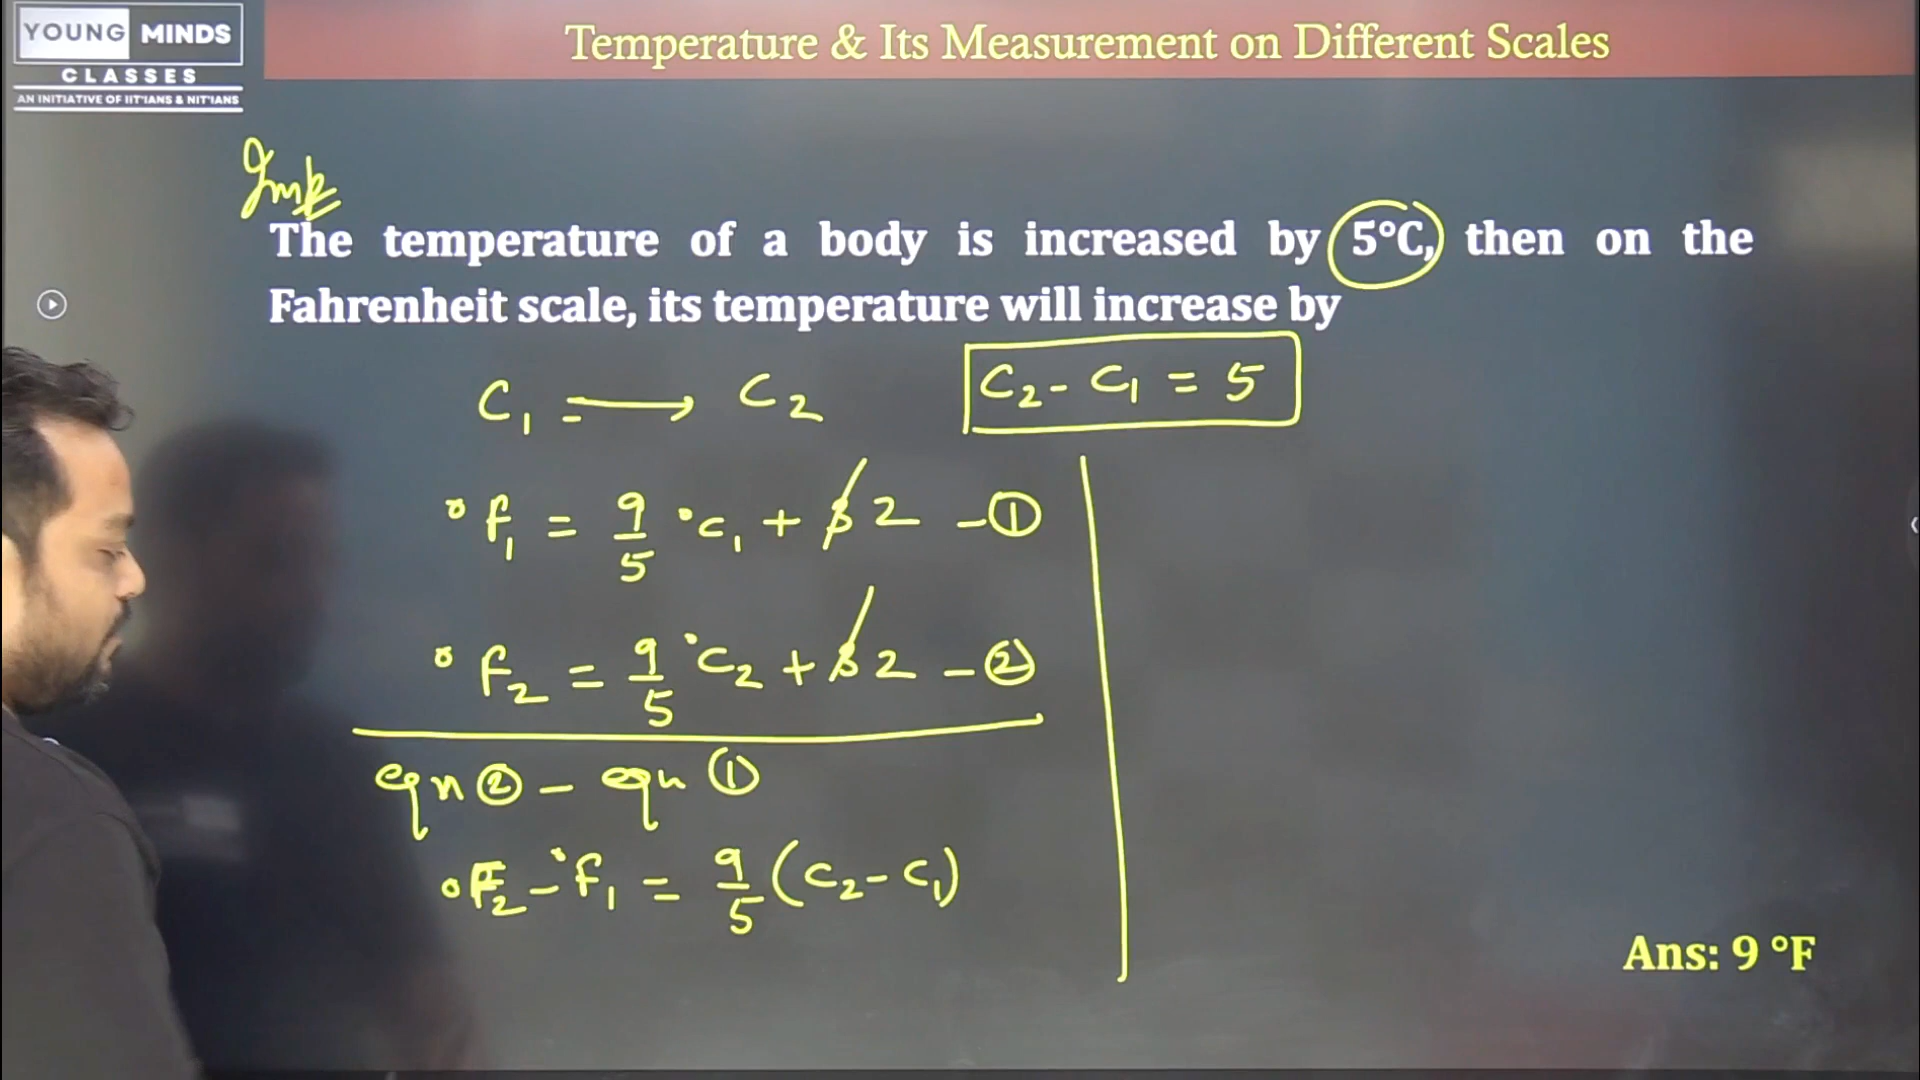 YOUNG MINDS
CLASSES
AN INITIATIVE OF IIT'IANS & NIT'IANS
Temperature & Its Measurement on Different Scales
Imp
The temperature of a body is increased by 5°C, then on the
Fahrenheit scale, its temperature will increase by
C₁ = ⟶ C₂
C₂ - C₁ = 5
°F₁ = 9/5 °C₁ + 32 - ①
°F₂ = 9/5 °C₂ + 32 - ②
eqn ② - eqn ①
°F₂ - °F₁ = 9/5 (C₂ - C₁)
Ans: 9 °F